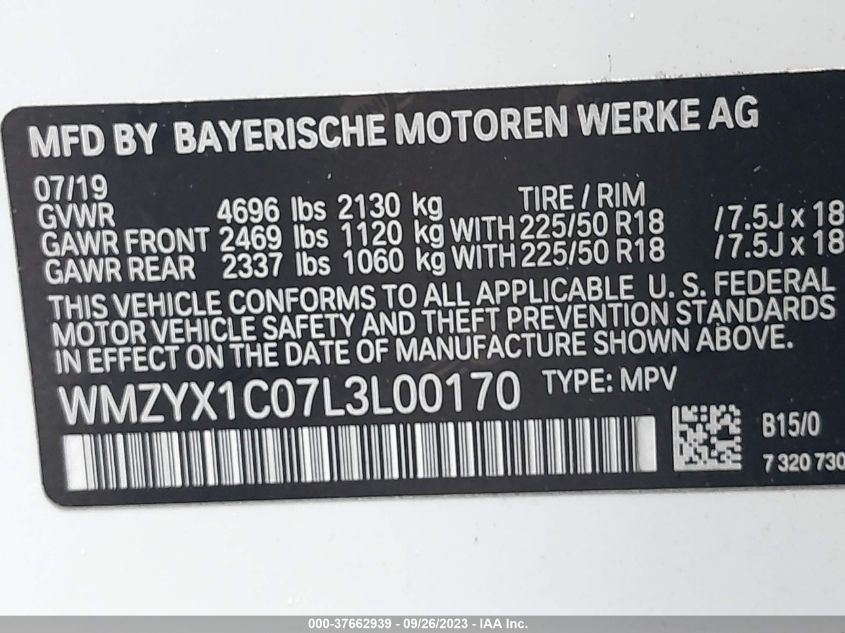 MFD BY BAYERISCHE MOTOREN WERKE AG
07/19
GVWR 4696 lbs 2130 kg TIRE / RIM
GAWR FRONT 2469 lbs 1120 kg WITH 225/50 R18 /7.5J x 18
GAWR REAR 2337 lbs 1060 kg WITH 225/50 R18 /7.5J x 18
THIS VEHICLE CONFORMS TO ALL APPLICABLE U. S. FEDERAL
MOTOR VEHICLE SAFETY AND THEFT PREVENTION STANDARDS
IN EFFECT ON THE DATE OF MANUFACTURE SHOWN ABOVE.
WMZYX1C07L3L00170 TYPE: MPV
B15/0
7 320 730
000-37662939 - 09/26/2023 - IAA Inc.